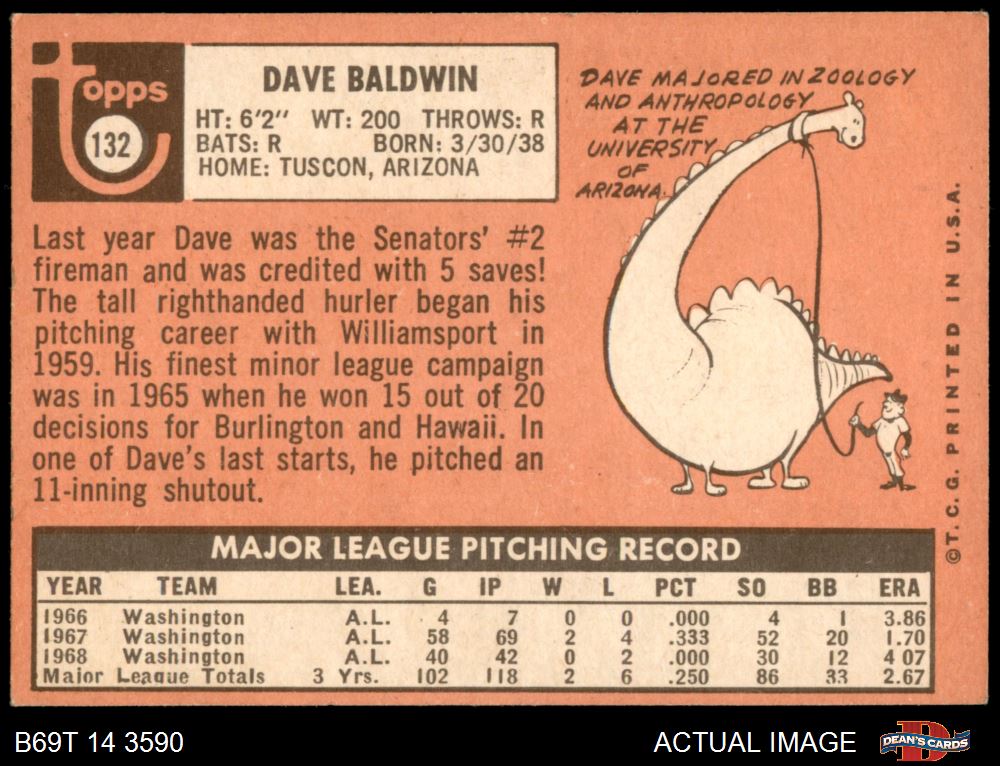 topps
132
DAVE BALDWIN
HT: 6'2" WT: 200 THROWS: R
BATS: R BORN: 3/30/38
HOME: TUSCON, ARIZONA
DAVE MAJORED IN ZOOLOGY
AND ANTHROPOLOGY
AT THE
UNIVERSITY
OF
ARIZONA.
Last year Dave was the Senators' #2
fireman and was credited with 5 saves!
The tall righthanded hurler began his
pitching career with Williamsport in
1959. His finest minor league campaign
was in 1965 when he won 15 out of 20
decisions for Burlington and Hawaii. In
one of Dave's last starts, he pitched an
11-inning shutout.
©T. C. G. PRINTED IN U.S.A.
MAJOR LEAGUE PITCHING RECORD
YEAR TEAM LEA. G IP W L PCT SO BB ERA
1966 Washington A.L. 4 7 0 0 .000 4 1 3.86
1967 Washington A.L. 58 69 2 4 .333 52 20 1.70
1968 Washington A.L. 40 42 0 2 .000 30 12 4 07
Major League Totals 3 Yrs. 102 118 2 6 .250 86 33 2.67
B69T 14 3590
ACTUAL IMAGE
D
DEAN'S CARDS